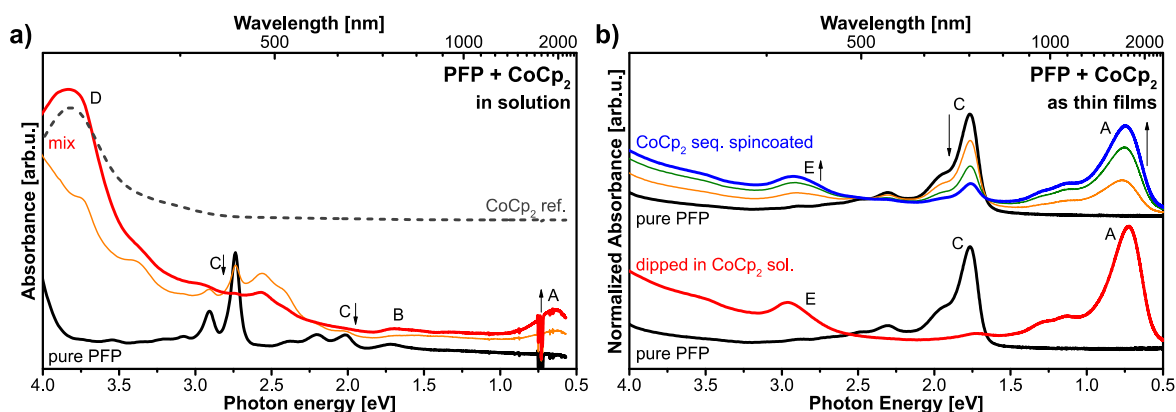 Wavelength [nm]
500 1000 2000
a)
PFP + CoCp2
in solution
D
mix
CoCp2 ref.
C
C
B
A
pure PFP
Absorbance [arb.u.]
4.0 3.5 3.0 2.5 2.0 1.5 1.0 0.5
Photon energy [eV]
Wavelength [nm]
500 1000 2000
b)
PFP + CoCp2
as thin films
C
A
CoCp2 seq. spincoated
E
pure PFP
C
A
dipped in CoCp2 sol.
E
pure PFP
Normalized Absorbance [arb.u.]
4.0 3.5 3.0 2.5 2.0 1.5 1.0 0.5
Photon energy [eV]